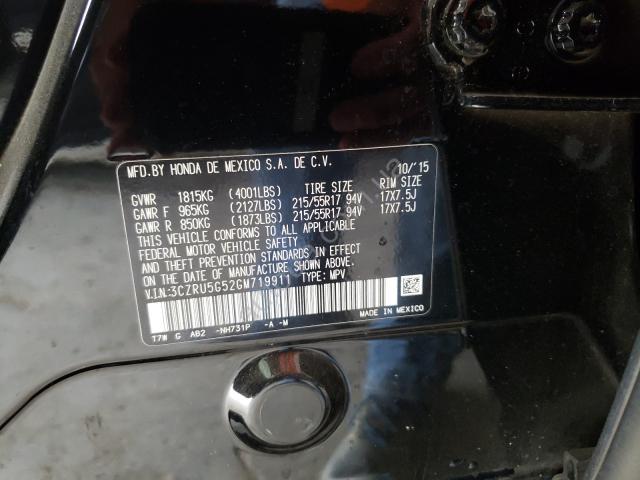 MFD.BY HONDA DE MEXICO S.A. DE C.V. 10/'15
GVWR 1815KG (4001LBS) TIRE SIZE RIM SIZE
GAWR F 965KG (2127LBS) 215/55R17 94V 17X7.5J
GAWR R 850KG (1873LBS) 215/55R17 94V 17X7.5J
THIS VEHICLE CONFORMS TO ALL APPLICABLE
FEDERAL MOTOR VEHICLE SAFETY, BUMPER, AND
THEFT PREVENTION STANDARDS IN EFFECT
ON THE DATE OF MANUFACTURE SHOWN ABOVE.
V.I.N.:3CZRU5G52GM719911 TYPE: MPV
T7W G AB2 -NH731P -A -M MADE IN MEXICO